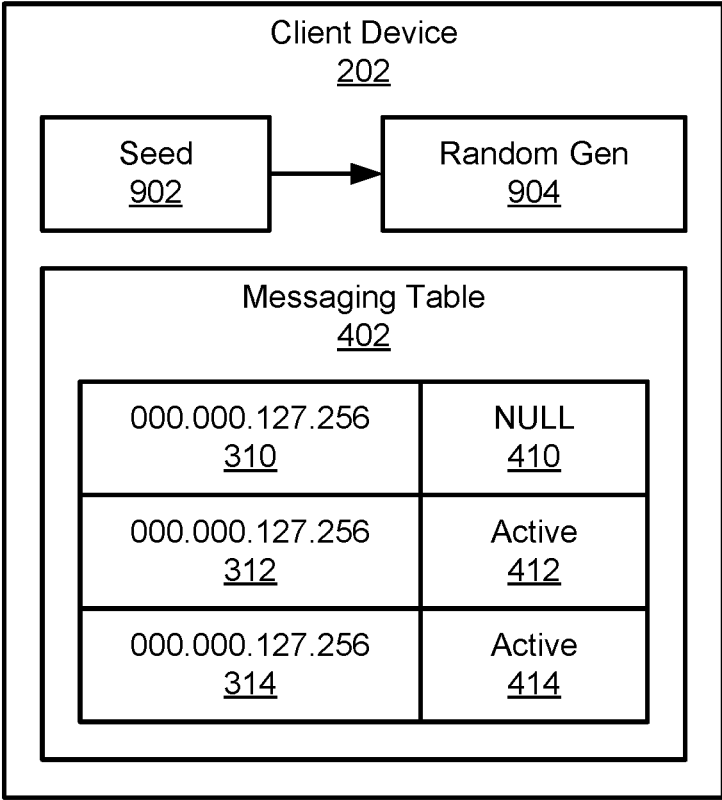 Client Device
202
Seed
902
Random Gen
904
Messaging Table
402
000.000.127.256
310
NULL
410
000.000.127.256
312
Active
412
000.000.127.256
314
Active
414